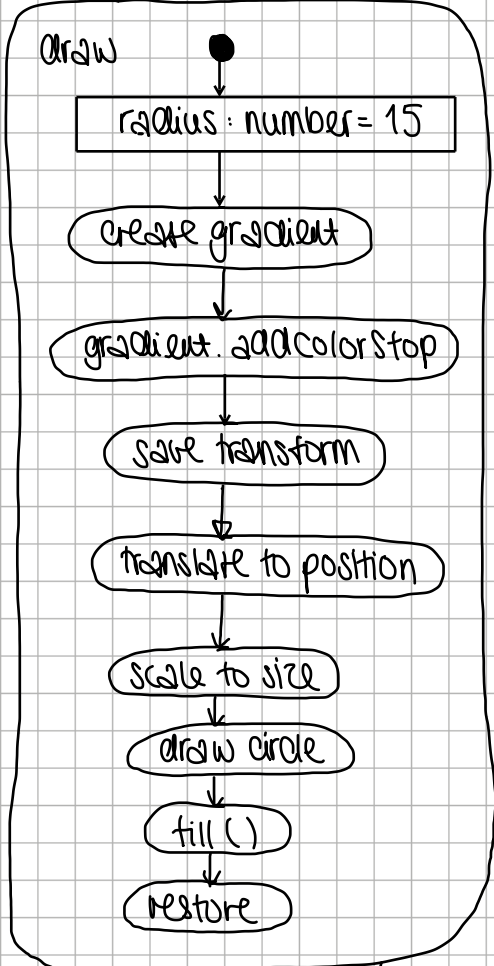 draw
radius: number= 15
create gradient
gradient.addColorStop
save transform
translate to position
scale to size
draw circle
fill()
restore